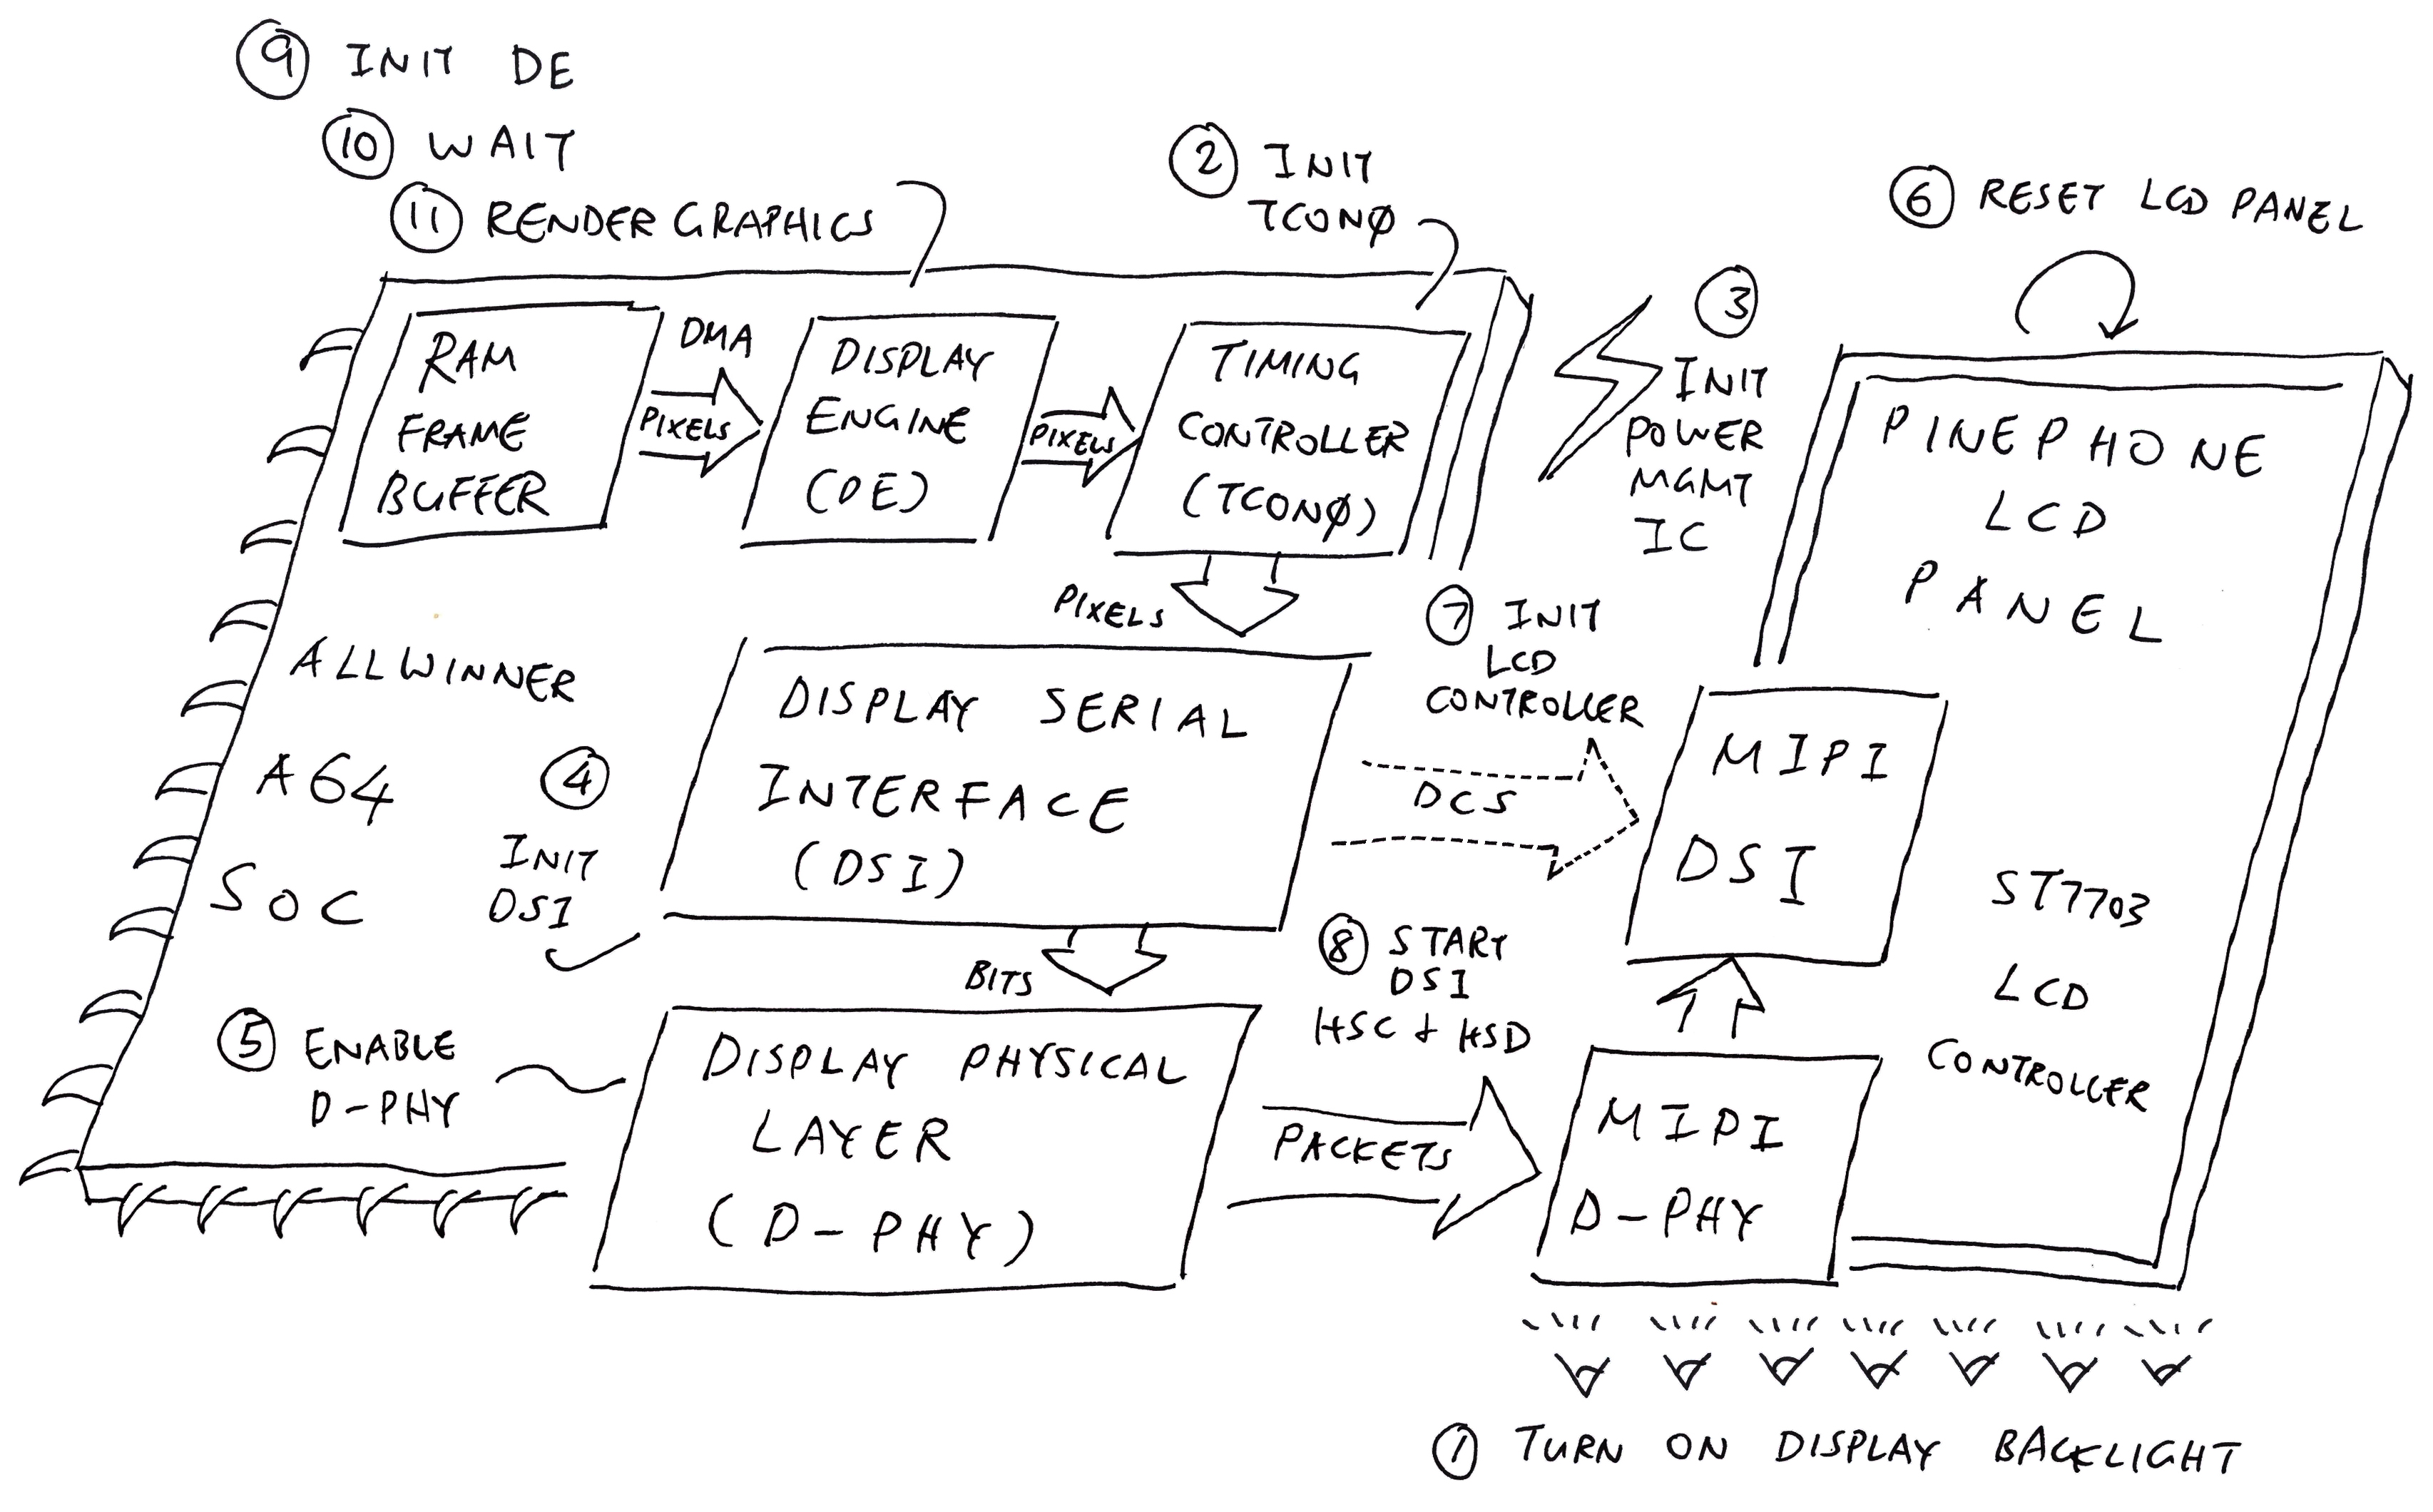 9 INIT DE
10 WAIT
11 RENDER GRAPHICS
2 INIT
TCONØ
6 RESET LCD PANEL
3
INIT
POWER
MGMT
IC
RAM
FRAME
BUFFER
DMA
PIXELS
DISPLAY
ENGINE
(DE)
PIXELS
TIMING
CONTROLLER
(TCONØ)
PINEPHONE
LCD
PANEL
PIXELS
7 INIT
LCD
CONTROLLER
ALLWINNER
A64
SOC
4
INIT
DSI
DISPLAY SERIAL
INTERFACE
(DSI)
DCS
MIPI
DSI
ST7703
LCD
CONTROLLER
BITS
8 START
DSI
HSC + HSD
5 ENABLE
D-PHY
DISPLAY PHYSICAL
LAYER
(D-PHY)
PACKETS
MIPI
D-PHY
1 TURN ON DISPLAY BACKLIGHT